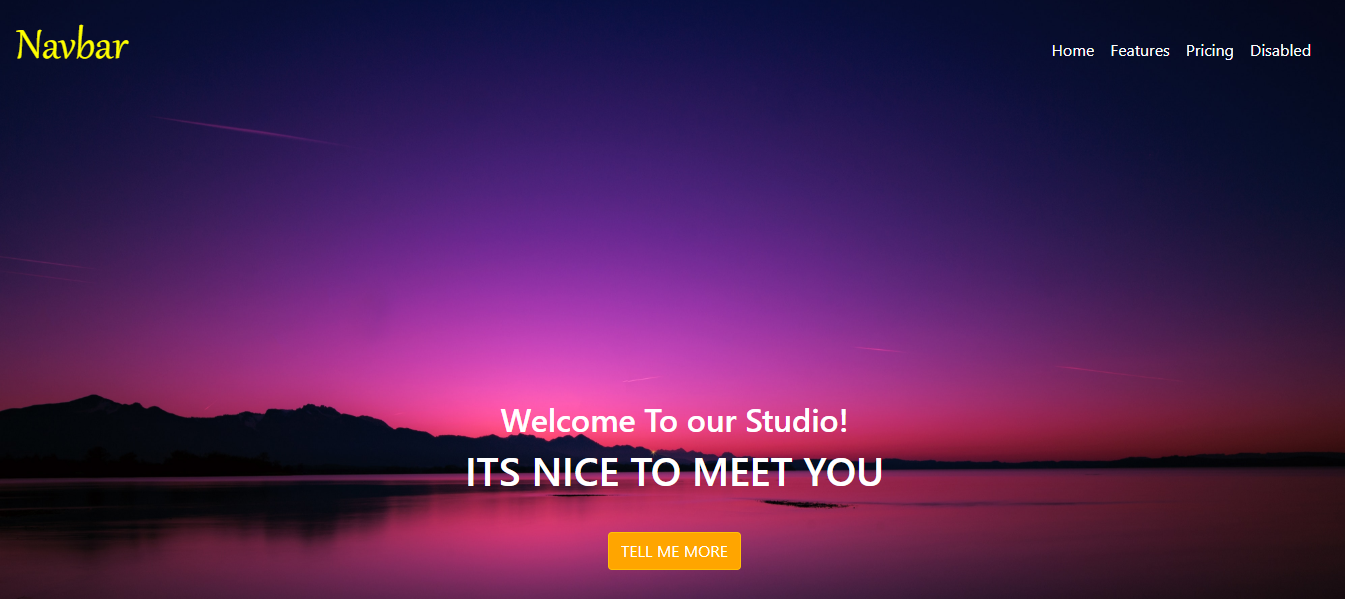 Navbar
Home Features Pricing Disabled
Welcome To our Studio!
ITS NICE TO MEET YOU
TELL ME MORE